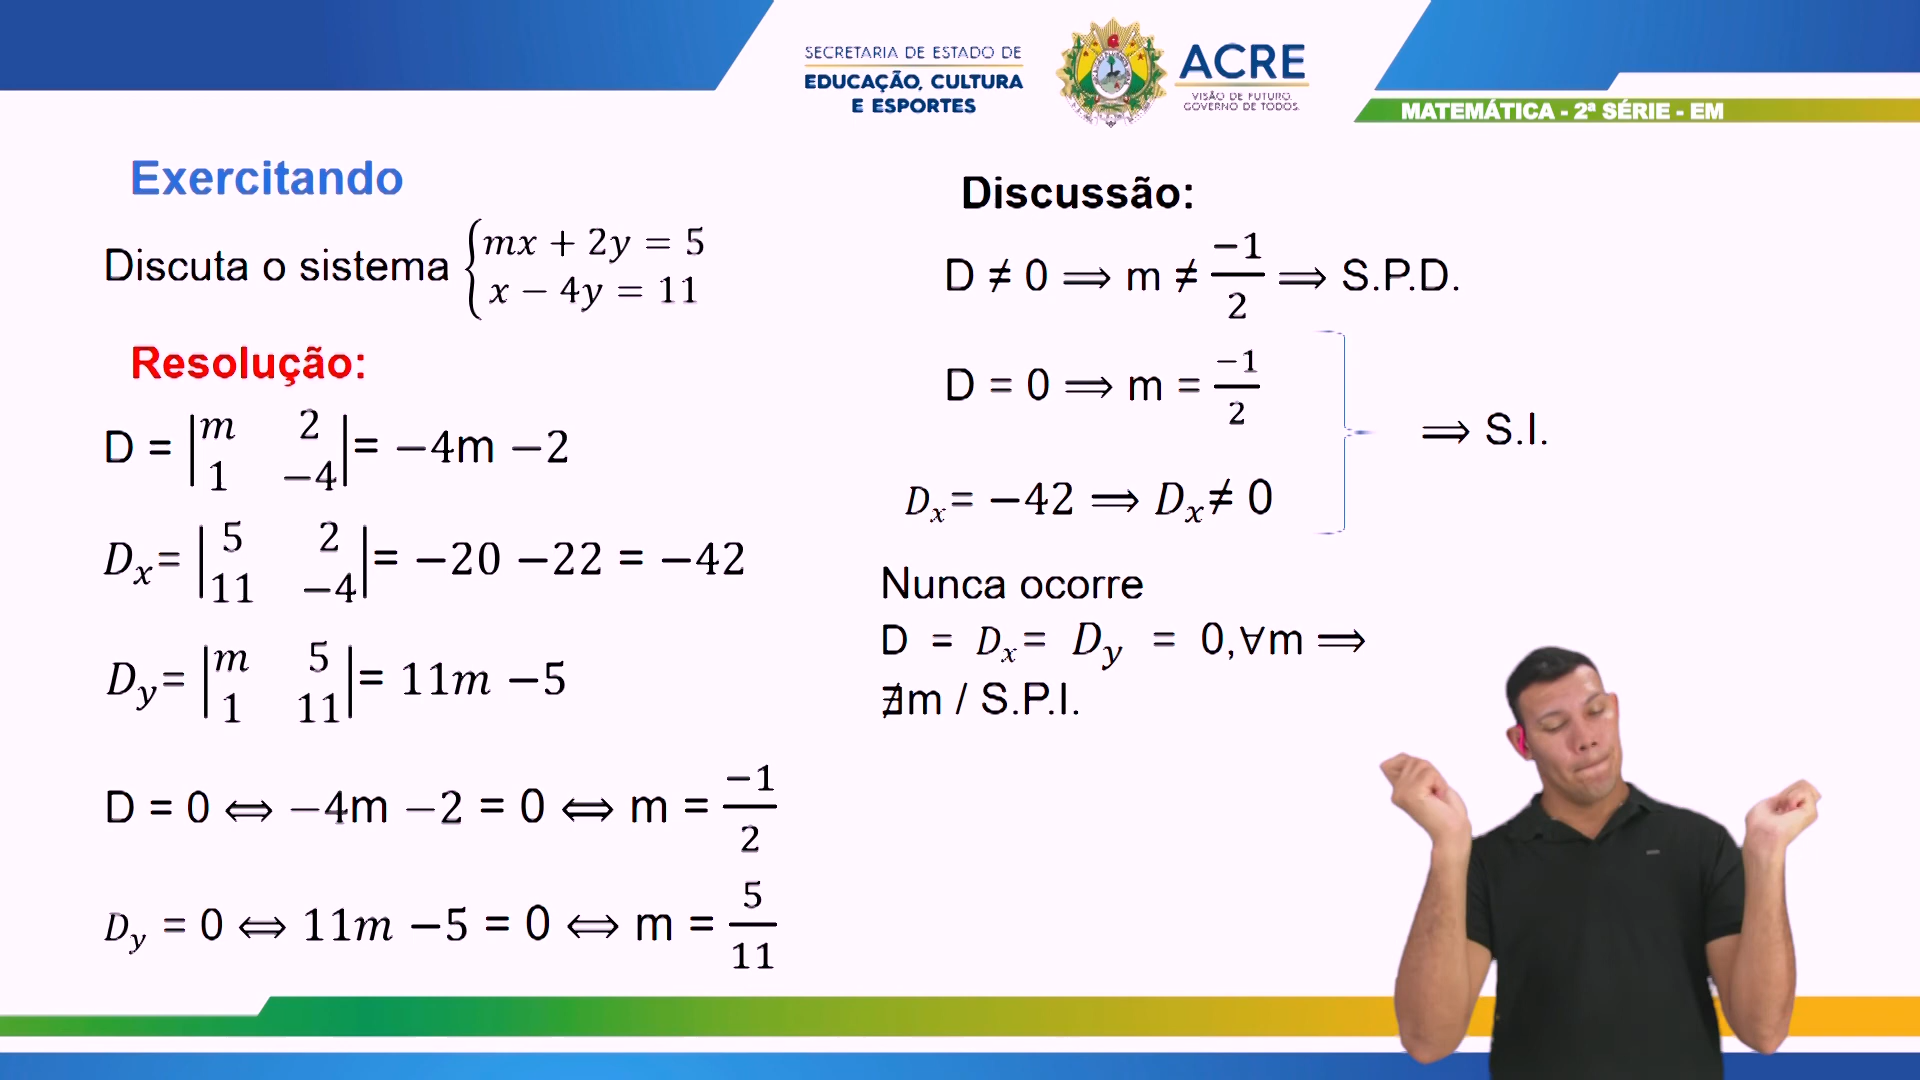 SECRETARIA DE ESTADO DE
EDUCAÇÃO, CULTURA
E ESPORTES
ACRE
VISÃO DE FUTURO.
GOVERNO DE TODOS.
MATEMÁTICA - 2ª SÉRIE - EM
Exercitando
Discuta o sistema {mx + 2y = 5
x − 4y = 11
Resolução:
D = |m 2
1 −4| = −4m −2
Dₓ = |5 2
11 −4| = −20 −22 = −42
D_y = |m 5
1 11| = 11m −5
D = 0 ⟺ −4m −2 = 0 ⟺ m = −1/2
D_y = 0 ⟺ 11m −5 = 0 ⟺ m = 5/11
Discussão:
D ≠ 0 ⟹ m ≠ −1/2 ⟹ S.P.D.
D = 0 ⟹ m = −1/2
⟹ S.I.
Dₓ = −42 ⟹ Dₓ ≠ 0
Nunca ocorre
D = Dₓ = D_y = 0,∀m ⟹
∄m / S.P.I.